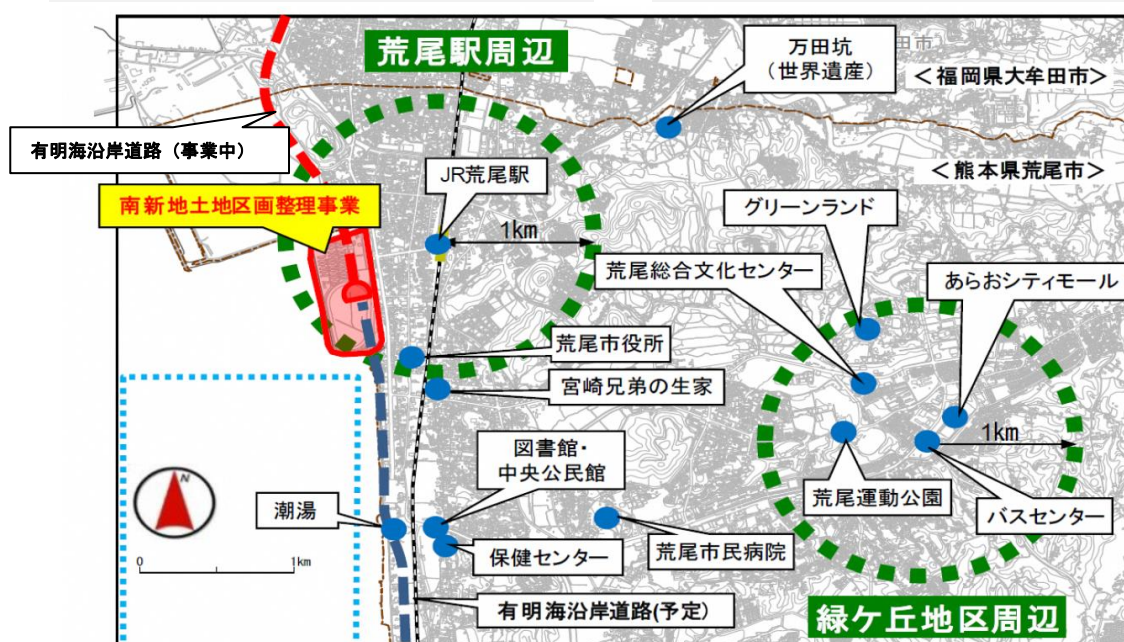 荒尾駅周辺
万田坑
（世界遺産）
＜福岡県大牟田市＞
有明海沿岸道路（事業中）
＜熊本県荒尾市＞
JR荒尾駅
南新地土地区画整理事業
グリーンランド
1km
荒尾総合文化センター
あらおシティモール
荒尾市役所
宮崎兄弟の生家
1km
図書館・
中央公民館
N
荒尾運動公園
潮湯
バスセンター
保健センター
荒尾市民病院
0 1km
有明海沿岸道路(予定)
緑ケ丘地区周辺